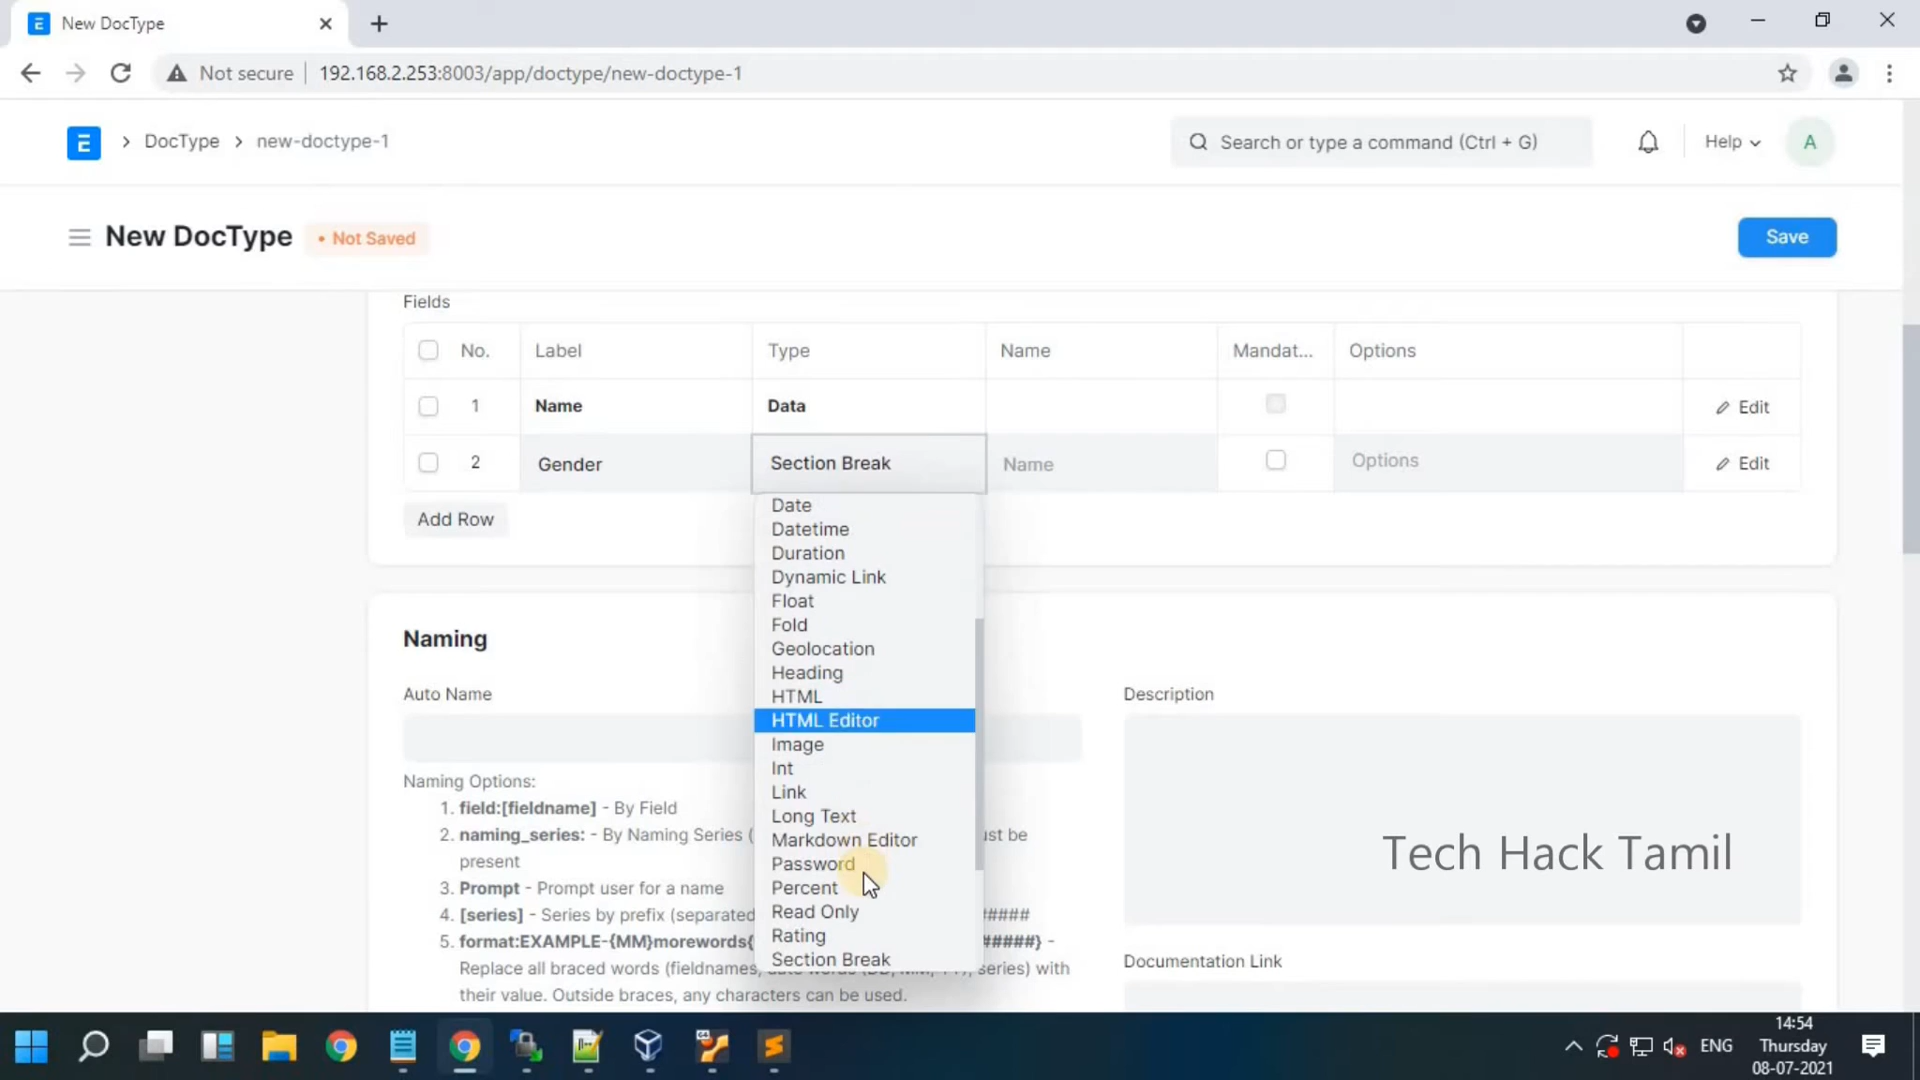 New DocType
Not secure
192.168.2.253:8003/app/doctype/new-doctype-1
DocType
new-doctype-1
Search or type a command (Ctrl + G)
Help
A
New DocType
• Not Saved
Save
Fields
No. Label Type Name Mandat... Options
1 Name Data Edit
2 Gender Section Break Name Options Edit
Add Row
Date
Datetime
Duration
Dynamic Link
Float
Fold
Geolocation
Heading
HTML
HTML Editor
Image
Int
Link
Long Text
Markdown Editor
Password
Percent
Read Only
Rating
Section Break
Naming
Auto Name
Naming Options:
1. field:[fieldname] - By Field
2. naming_series: - By Naming Series ( must be
present
3. Prompt - Prompt user for a name
4. [series] - Series by prefix (separated #####
5. format:EXAMPLE-{MM}morewords{ #####} -
Replace all braced words (fieldnames, series) with
their value. Outside braces, any characters can be used.
Description
Tech Hack Tamil
Documentation Link
ENG
14:54
Thursday
08-07-2021